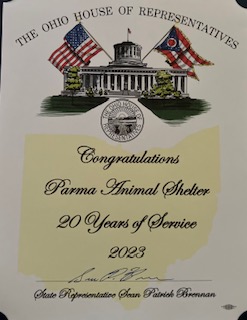 THE OHIO HOUSE OF REPRESENTATIVES
Congratulations
Parma Animal Shelter
20 Years of Service
2023
State Representative Sean Patrick Brennan